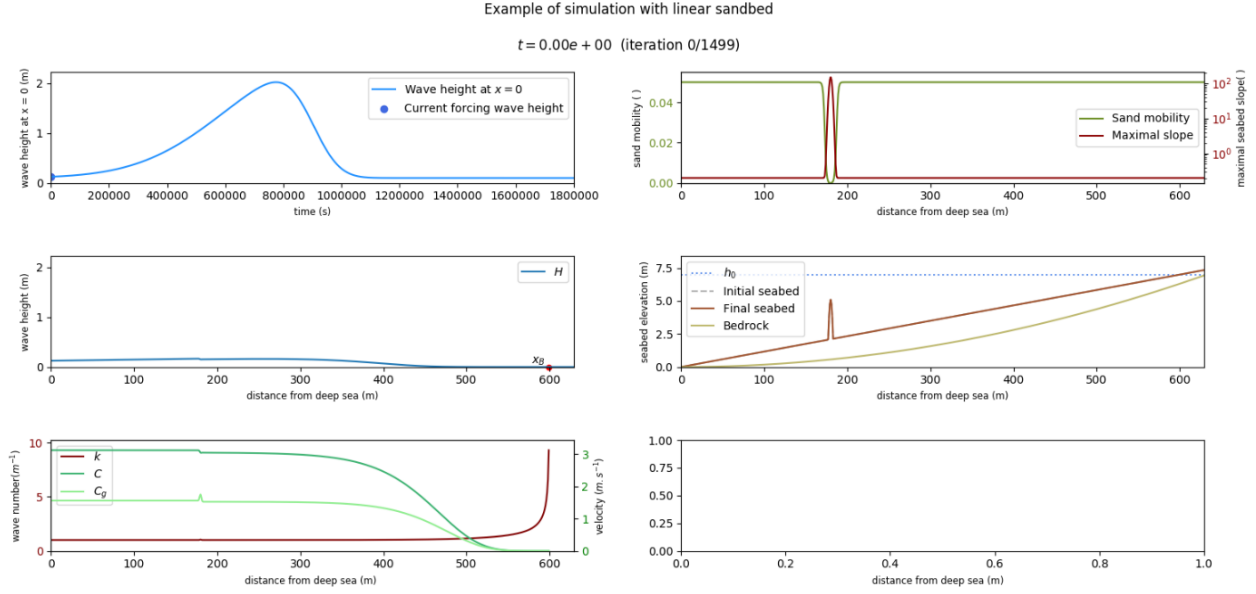 Example of simulation with linear sandbed
t = 0.00e + 00 (iteration 0/1499)
wave height at x = 0 (m)
2
1
0
Wave height at x = 0
Current forcing wave height
0 200000 400000 600000 800000 1000000 1200000 1400000 1600000 1800000
time (s)
sand mobility ( )
0.04
0.02
0.00
Sand mobility
Maximal slope
10²
10¹
10⁰
maximal seabed slope( )
0 100 200 300 400 500 600
distance from deep sea (m)
wave height (m)
2
1
0
H
x_B
0 100 200 300 400 500 600
distance from deep sea (m)
seabed elevation (m)
7.5
5.0
2.5
0.0
h₀
Initial seabed
Final seabed
Bedrock
0 100 200 300 400 500 600
distance from deep sea (m)
wave number(m⁻¹)
10
5
0
k
C
C_g
3
2
1
0
velocity (m.s⁻¹)
0 100 200 300 400 500 600
distance from deep sea (m)
1.00
0.75
0.50
0.25
0.00
0.0 0.2 0.4 0.6 0.8 1.0
distance from deep sea (m)